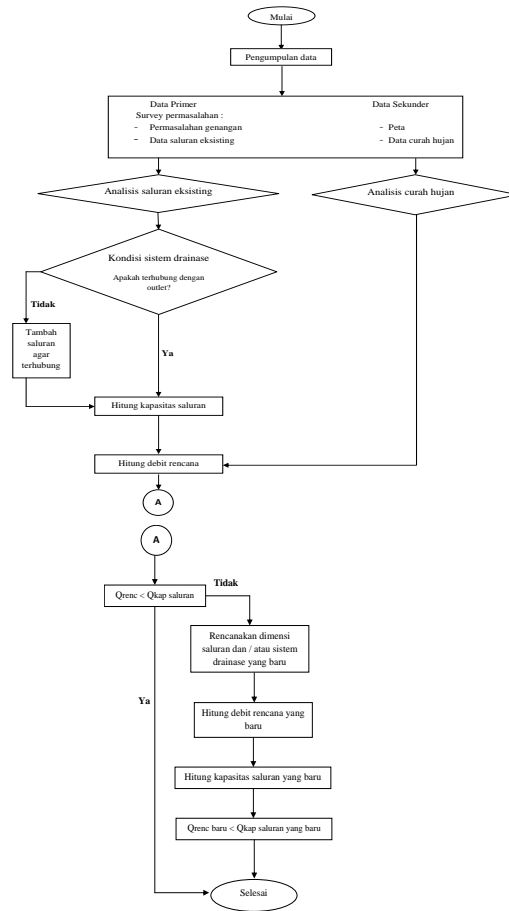 Mulai
Pengumpulan data
Data Primer
Survey permasalahan :
- Permasalahan genangan
- Data saluran eksisting
Data Sekunder
- Peta
- Data curah hujan
Analisis saluran eksisting
Analisis curah hujan
Kondisi sistem drainase
Apakah terhubung dengan
outlet?
Tidak
Tambah
saluran
agar
terhubung
Ya
Hitung kapasitas saluran
Hitung debit rencana
A
A
Qrenc < Qkap saluran
Tidak
Rencanakan dimensi
saluran dan / atau sistem
drainase yang baru
Ya
Hitung debit rencana yang
baru
Hitung kapasitas saluran yang baru
Qrenc baru < Qkap saluran yang baru
Selesai